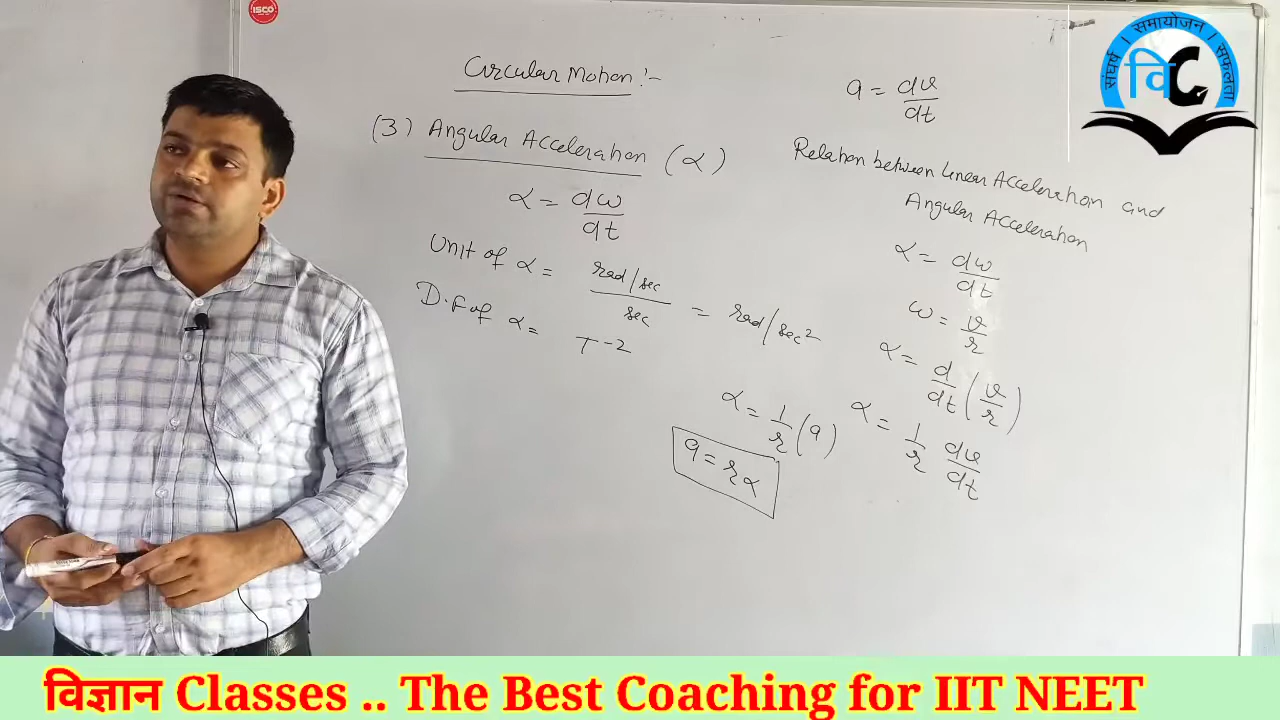 ISCO
Circular Motion :-
(3) Angular Acceleration (α)
α = dω/dt
Unit of α = rad/sec / sec = rad/sec²
D.F of α = T⁻²
a = dv/dt
Relation between Linear Acceleration and
Angular Acceleration
α = dω/dt
ω = v/r
α = d/dt (v/r)
α = 1/r dv/dt
α = 1/r (a)
a = rα
संघर्ष । समायोजन । सफलता
वि C
विज्ञान Classes .. The Best Coaching for IIT NEET